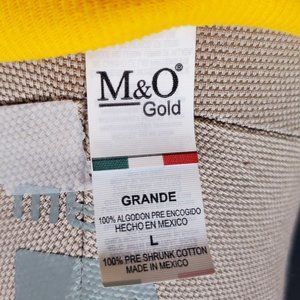 M&O®
Gold
GRANDE
100% ALGODON PRE ENCOGIDO
HECHO EN MEXICO
L
100% PRE SHRUNK COTTON
MADE IN MEXICO